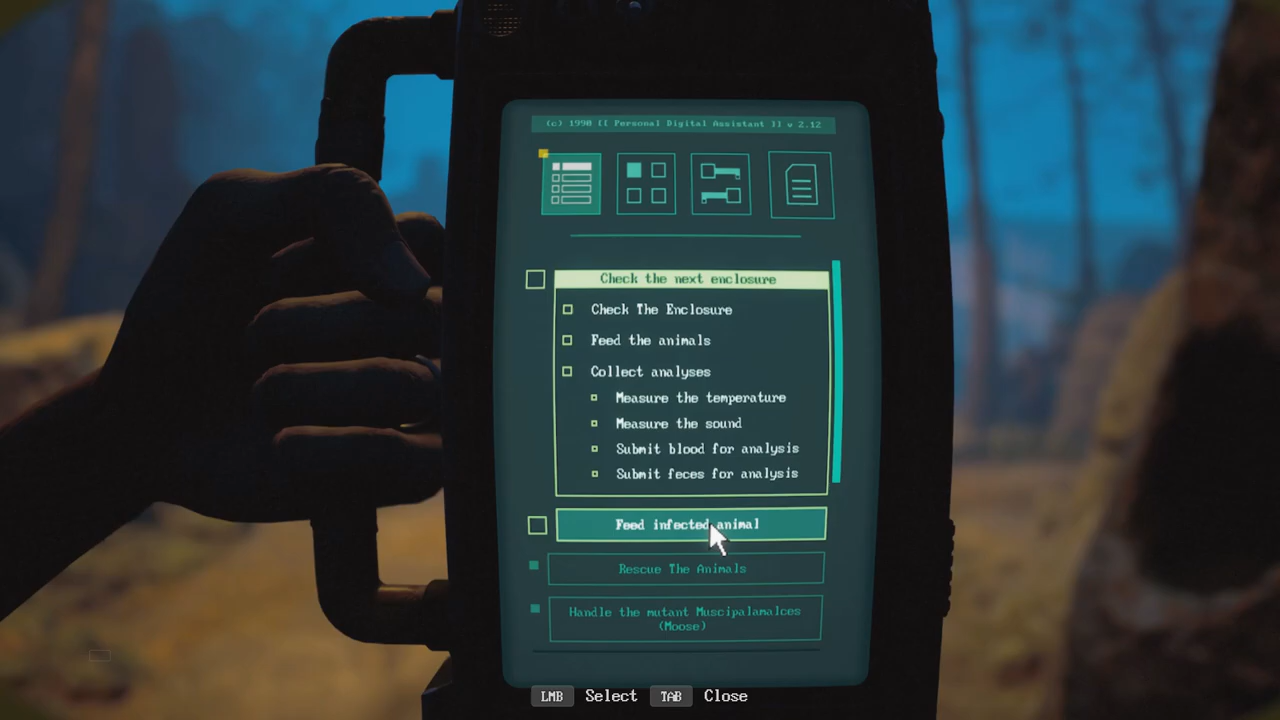 (c) 1990 [[ Personal Digital Assistant ]] v 2.12
Check the next enclosure
Check The Enclosure
Feed the animals
Collect analyses
Measure the temperature
Measure the sound
Submit blood for analysis
Submit feces for analysis
Feed infected animal
Rescue The Animals
Handle the mutant Muscipalamalces
(Moose)
LMB Select TAB Close